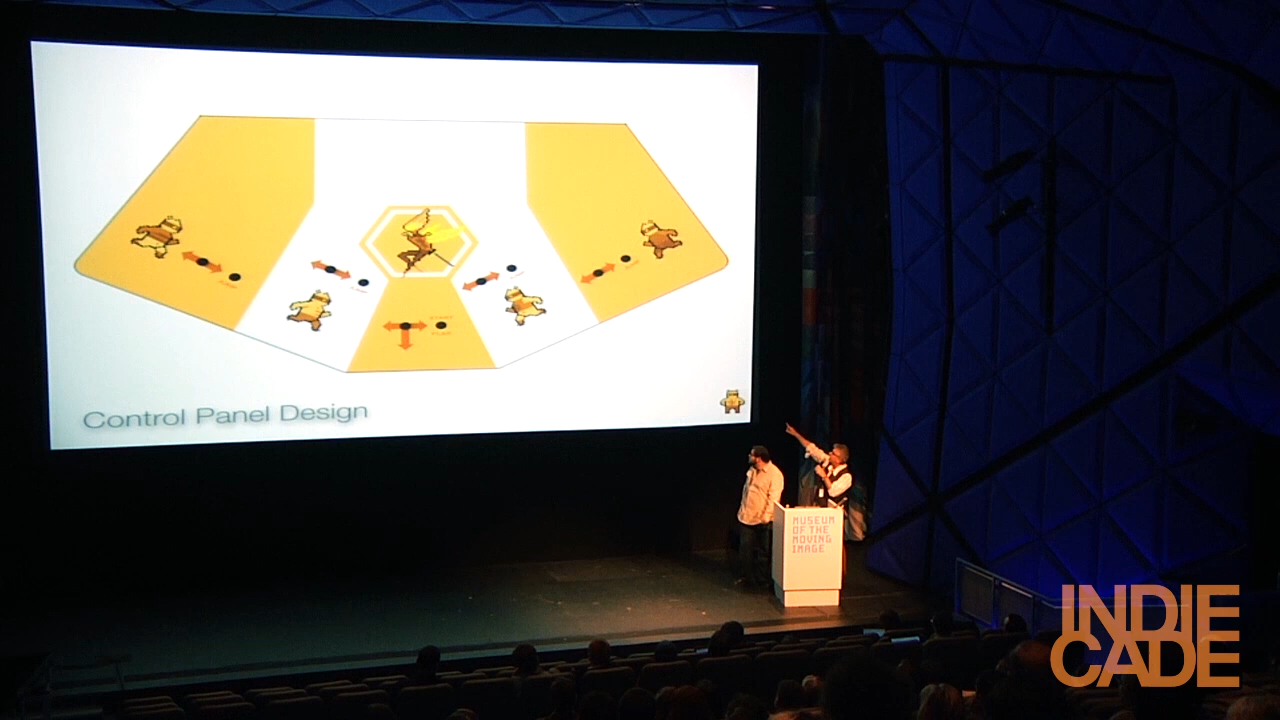 Control Panel Design
MUSEUM
OF THE
MOVING
IMAGE
INDIE
CADE